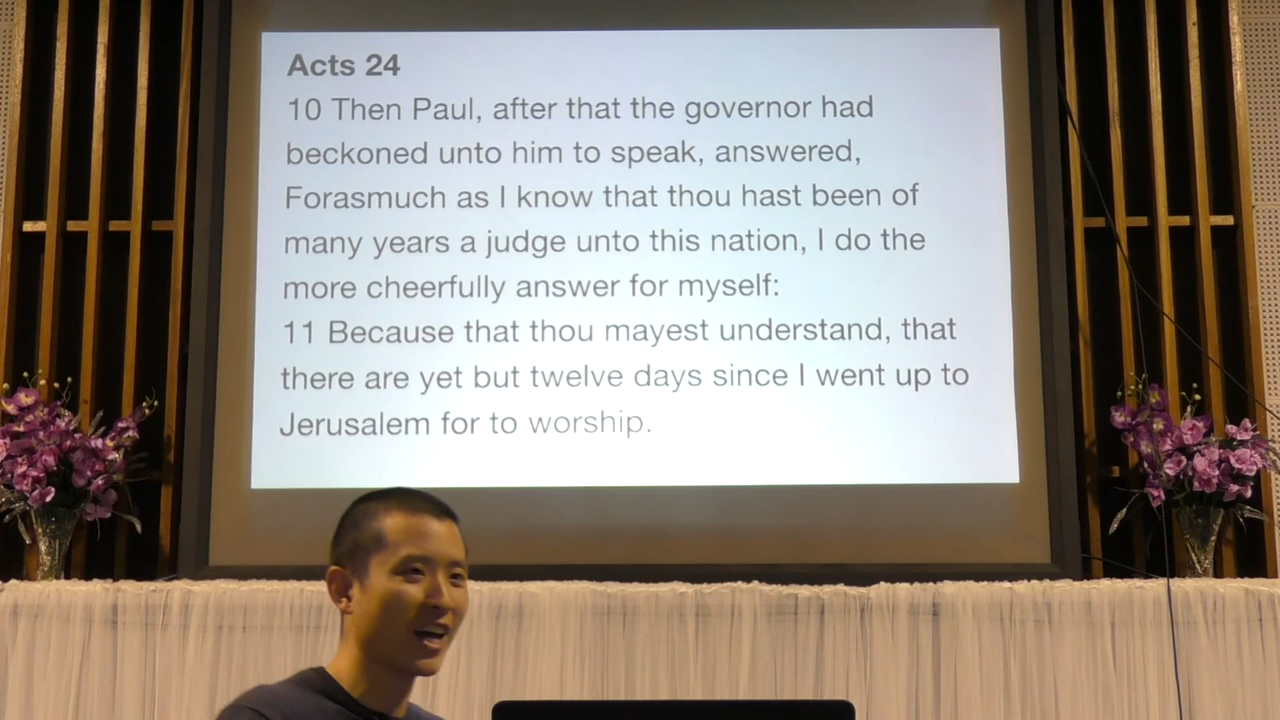 Acts 24
10 Then Paul, after that the governor had
beckoned unto him to speak, answered,
Forasmuch as I know that thou hast been of
many years a judge unto this nation, I do the
more cheerfully answer for myself:
11 Because that thou mayest understand, that
there are yet but twelve days since I went up to
Jerusalem for to worship.